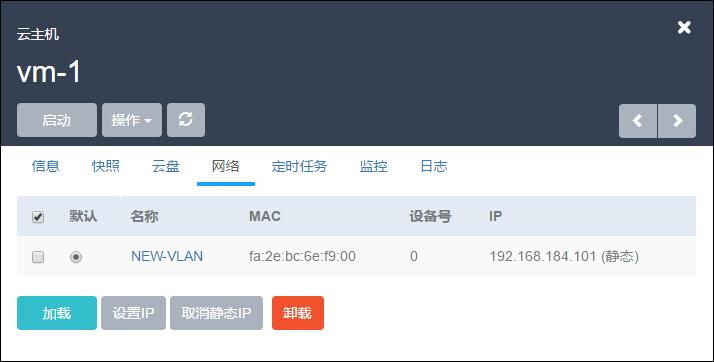 云主机
vm-1
启动 操作
信息 快照 云盘 网络 定时任务 监控 日志
默认 名称 MAC 设备号 IP
NEW-VLAN fa:2e:bc:6e:f9:00 0 192.168.184.101 (静态)
加载 设置IP 取消静态IP 卸载